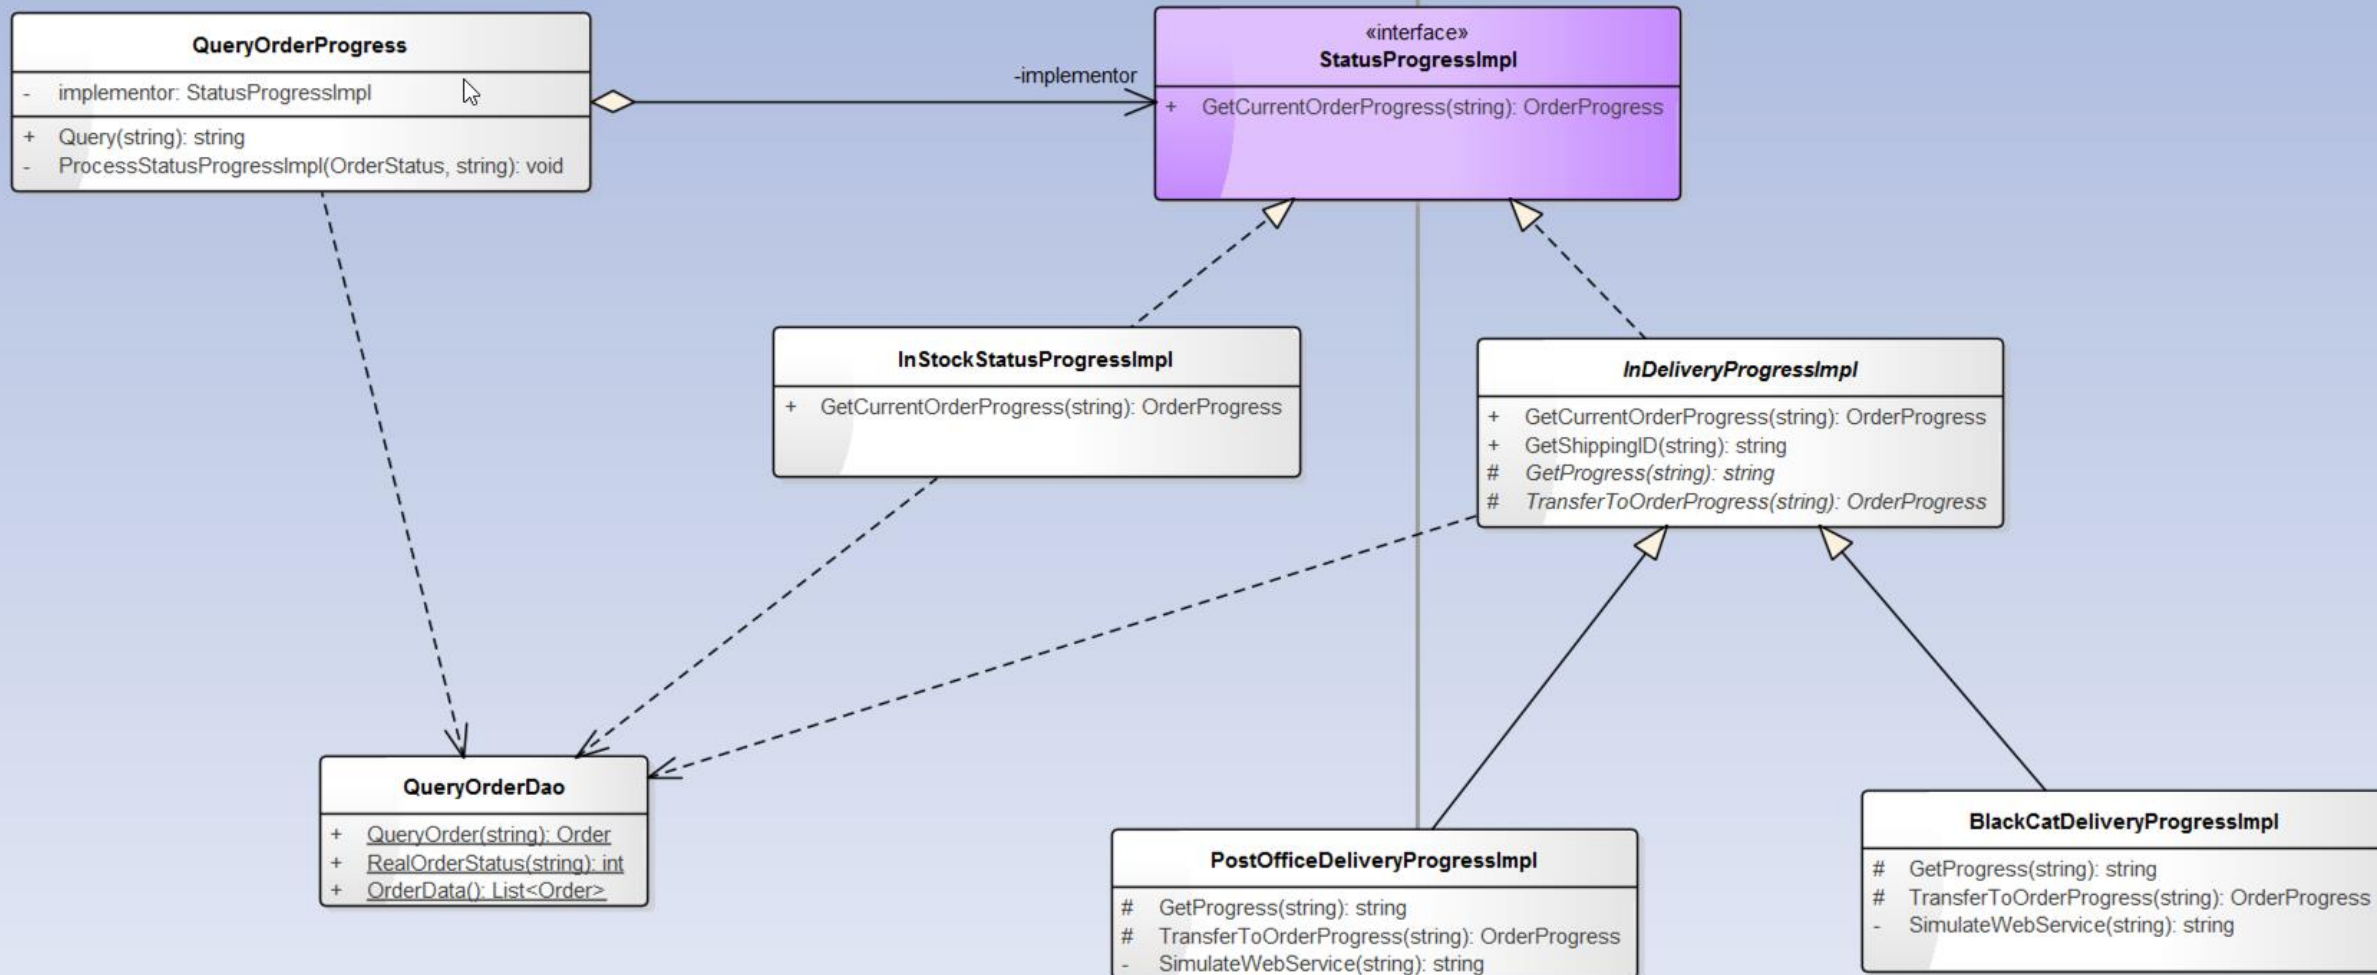 QueryOrderProgress
- implementor: StatusProgressImpl
+ Query(string): string
- ProcessStatusProgressImpl(OrderStatus, string): void
-implementor
«interface»
StatusProgressImpl
+ GetCurrentOrderProgress(string): OrderProgress
InStockStatusProgressImpl
+ GetCurrentOrderProgress(string): OrderProgress
InDeliveryProgressImpl
+ GetCurrentOrderProgress(string): OrderProgress
+ GetShippingID(string): string
# GetProgress(string): string
# TransferToOrderProgress(string): OrderProgress
QueryOrderDao
+ QueryOrder(string): Order
+ RealOrderStatus(string): int
+ OrderData(): List<Order>
PostOfficeDeliveryProgressImpl
# GetProgress(string): string
# TransferToOrderProgress(string): OrderProgress
- SimulateWebService(string): string
BlackCatDeliveryProgressImpl
# GetProgress(string): string
# TransferToOrderProgress(string): OrderProgress
- SimulateWebService(string): string